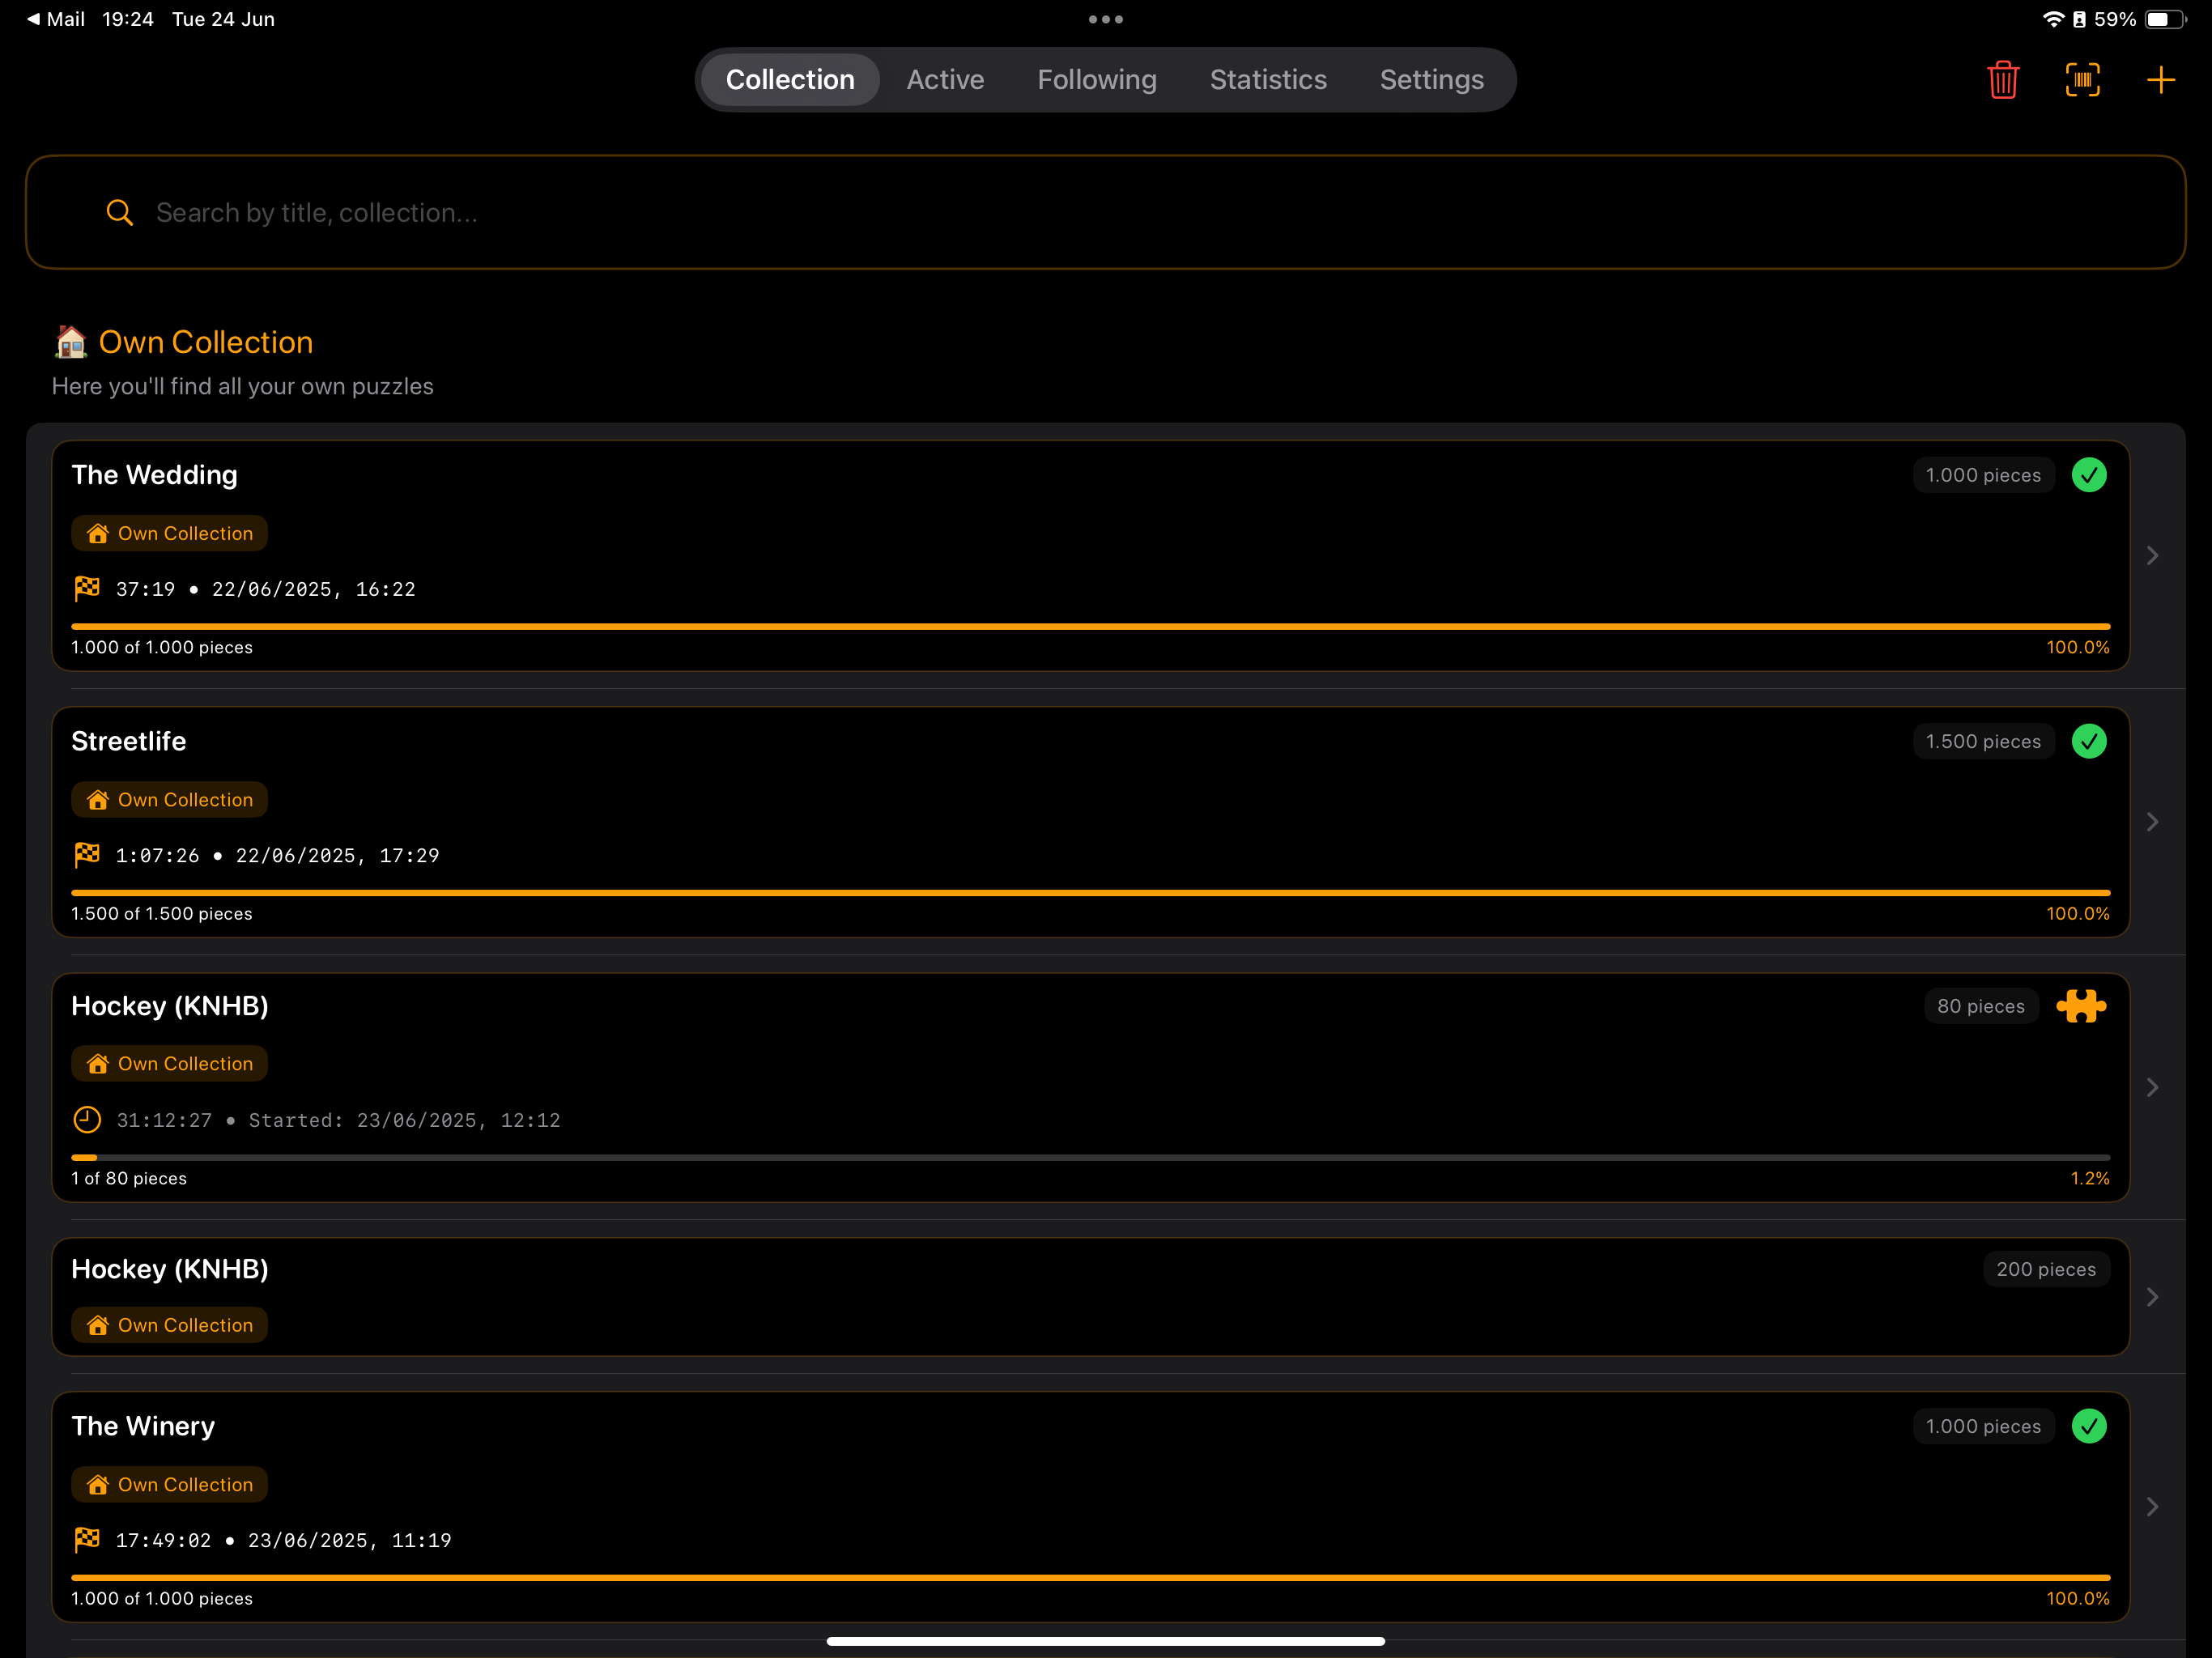 Mail 19:24 Tue 24 Jun
59%
Collection Active Following Statistics Settings
Search by title, collection...
Own Collection
Here you'll find all your own puzzles
The Wedding
1.000 pieces
Own Collection
37:19 • 22/06/2025, 16:22
1.000 of 1.000 pieces
100.0%
Streetlife
1.500 pieces
Own Collection
1:07:26 • 22/06/2025, 17:29
1.500 of 1.500 pieces
100.0%
Hockey (KNHB)
80 pieces
Own Collection
31:12:27 • Started: 23/06/2025, 12:12
1 of 80 pieces
1.2%
Hockey (KNHB)
200 pieces
Own Collection
The Winery
1.000 pieces
Own Collection
17:49:02 • 23/06/2025, 11:19
1.000 of 1.000 pieces
100.0%